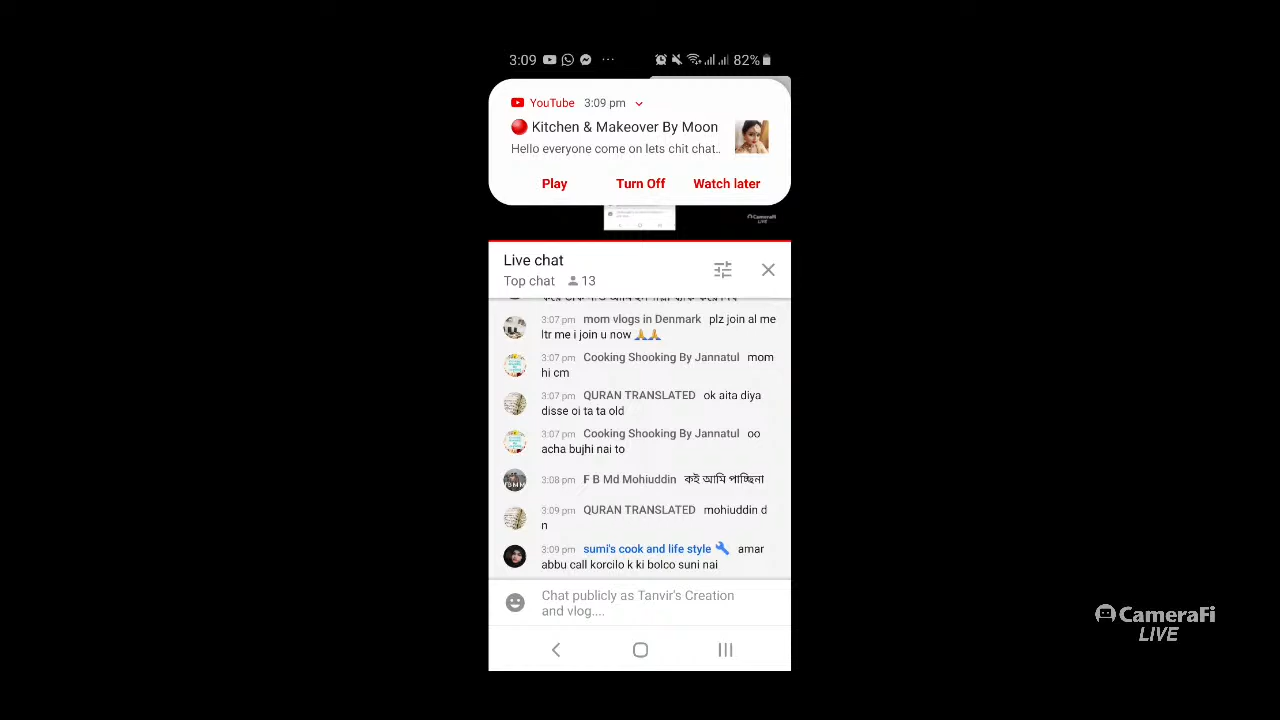 3:09 ... 82%
YouTube 3:09 pm
Kitchen & Makeover By Moon
Hello everyone come on lets chit chat..
Play Turn Off Watch later
CameraFi
LIVE
Live chat
Top chat 13
3:07 pm mom vlogs in Denmark plz join al me
ltr me i join u now 🙏🙏
3:07 pm Cooking Shooking By Jannatul mom
hi cm
3:07 pm QURAN TRANSLATED ok aita diya
disse oi ta ta old
3:07 pm Cooking Shooking By Jannatul oo
acha bujhi nai to
3:08 pm F B Md Mohiuddin কই আমি পাচ্ছিনা
3:09 pm QURAN TRANSLATED mohiuddin d
n
3:09 pm sumi's cook and life style amar
abbu call korcilo k ki bolco suni nai
Chat publicly as Tanvir's Creation
and vlog....
CameraFi
LIVE